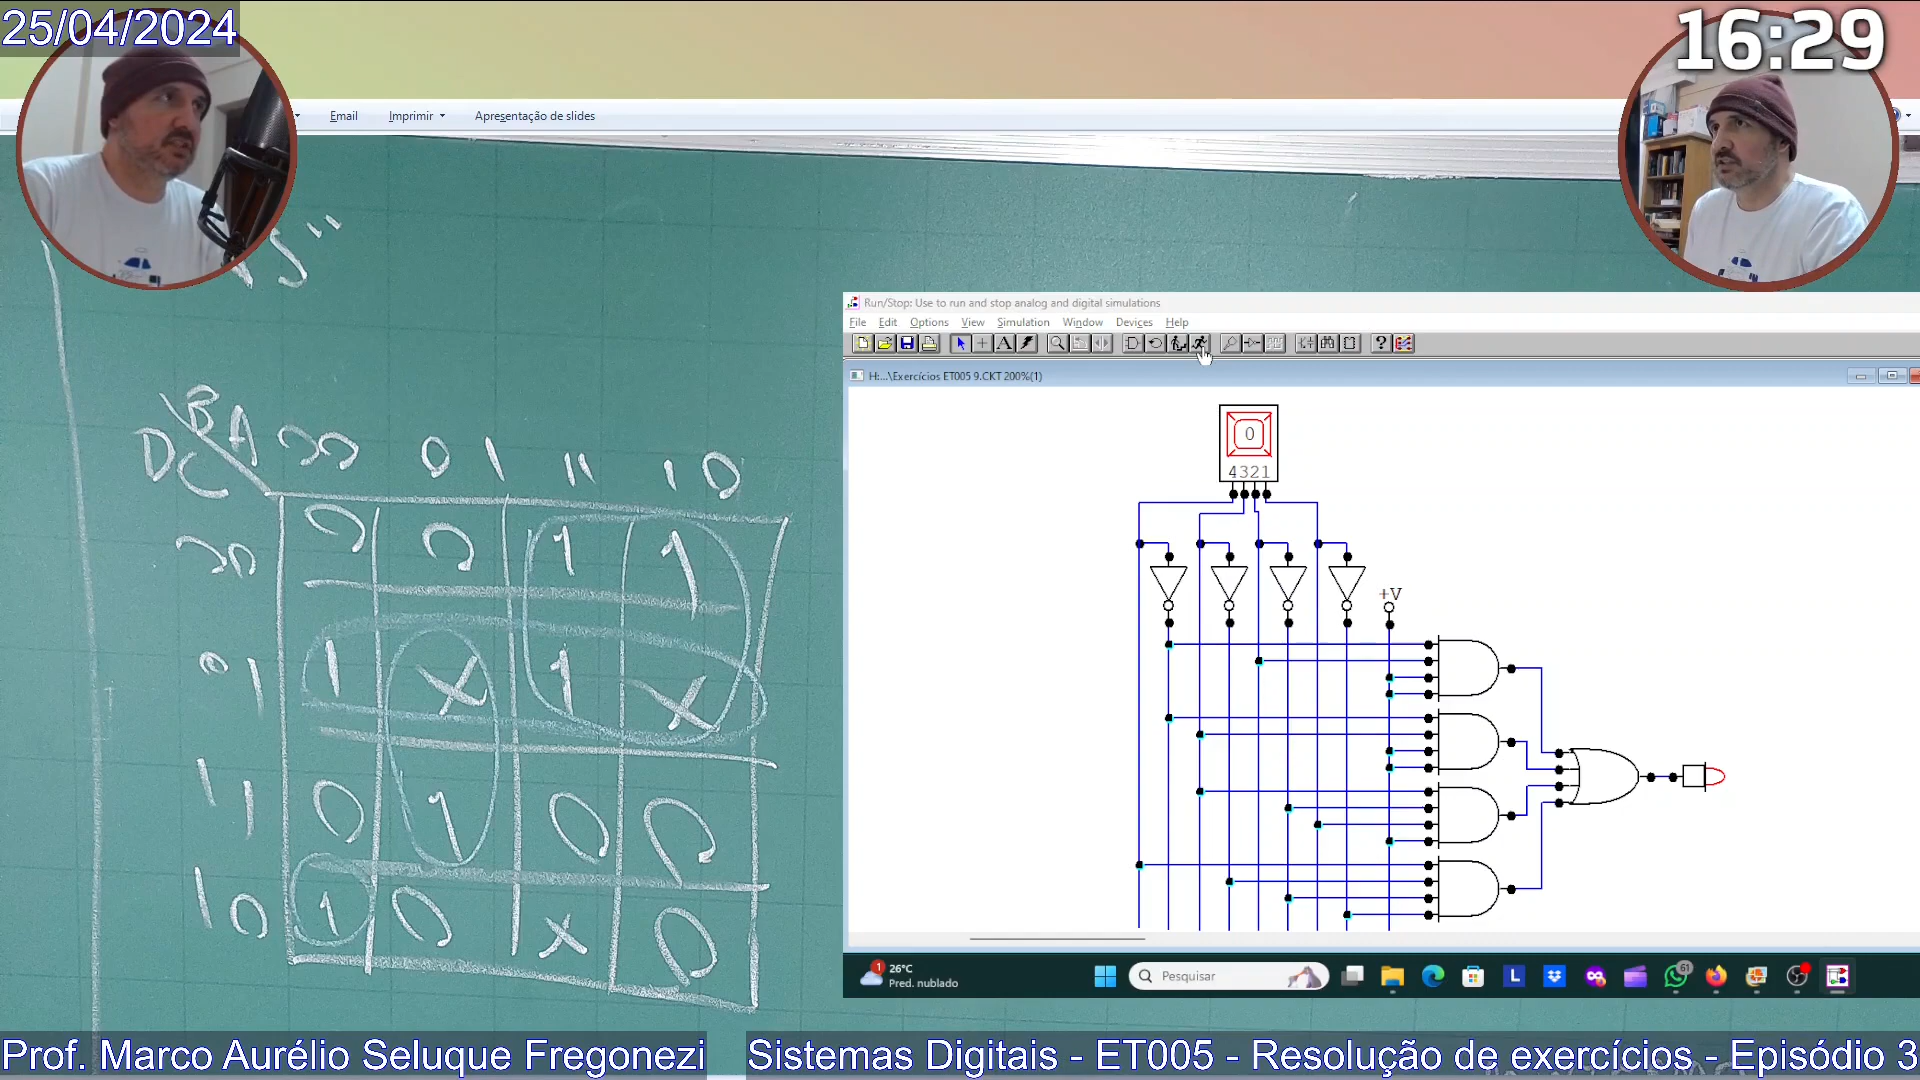 25/04/2024
16:29
Email
Imprimir
Apresentação de slides
S"
Run/Stop: Use to run and stop analog and digital simulations
File Edit Options View Simulation Window Devices Help
H:...\Exercícios ET005 9.CKT 200%(1)
0
4321
+V
BA
DC
00 01 11 10
00 0 0 1 1
01 1 X 1 X
11 0 1 0 0
10 1 0 X 0
1
26°C
Pred. nublado
Pesquisar
L
61
Prof. Marco Aurélio Seluque Fregonezi
Sistemas Digitais - ET005 - Resolução de exercícios - Episódio 3